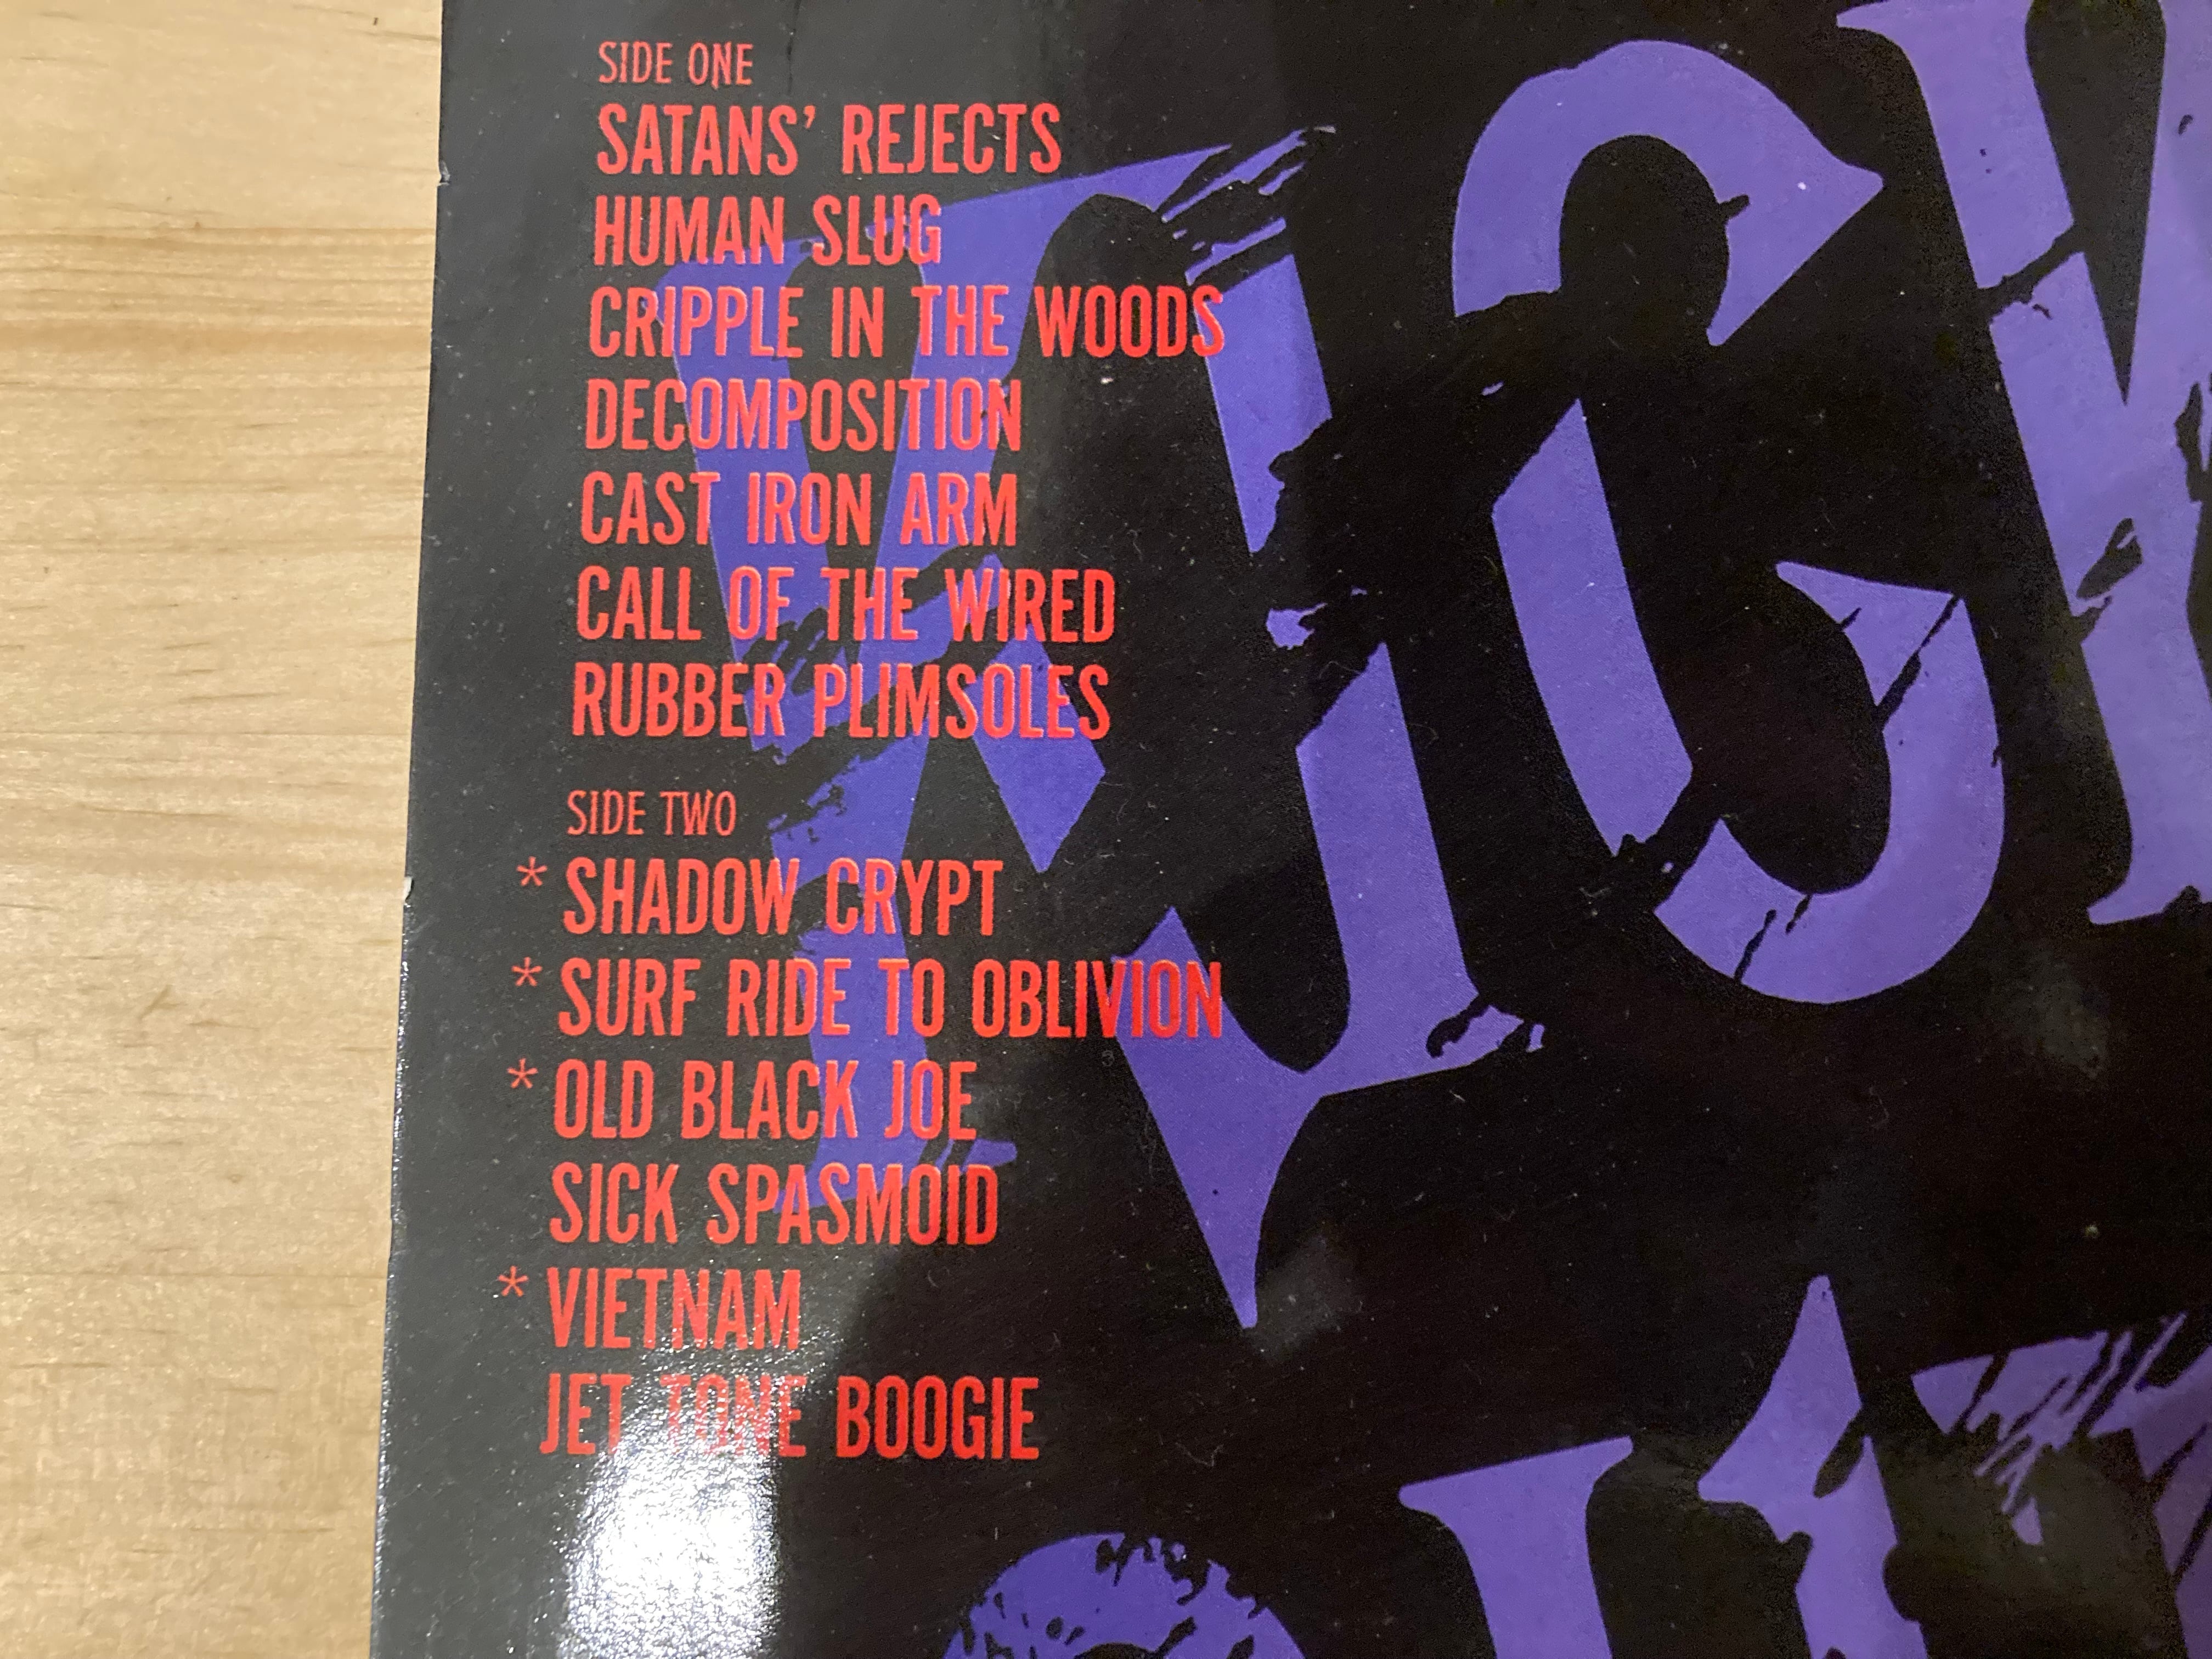 SIDE ONE
SATANS' REJECTS
HUMAN SLUG
CRIPPLE IN THE WOODS
DECOMPOSITION
CAST IRON ARM
CALL OF THE WIRED
RUBBER PLIMSOLES
SIDE TWO
* SHADOW CRYPT
* SURF RIDE TO OBLIVION
* OLD BLACK JOE
SICK SPASMOID
* VIETNAM
JET TONE BOOGIE